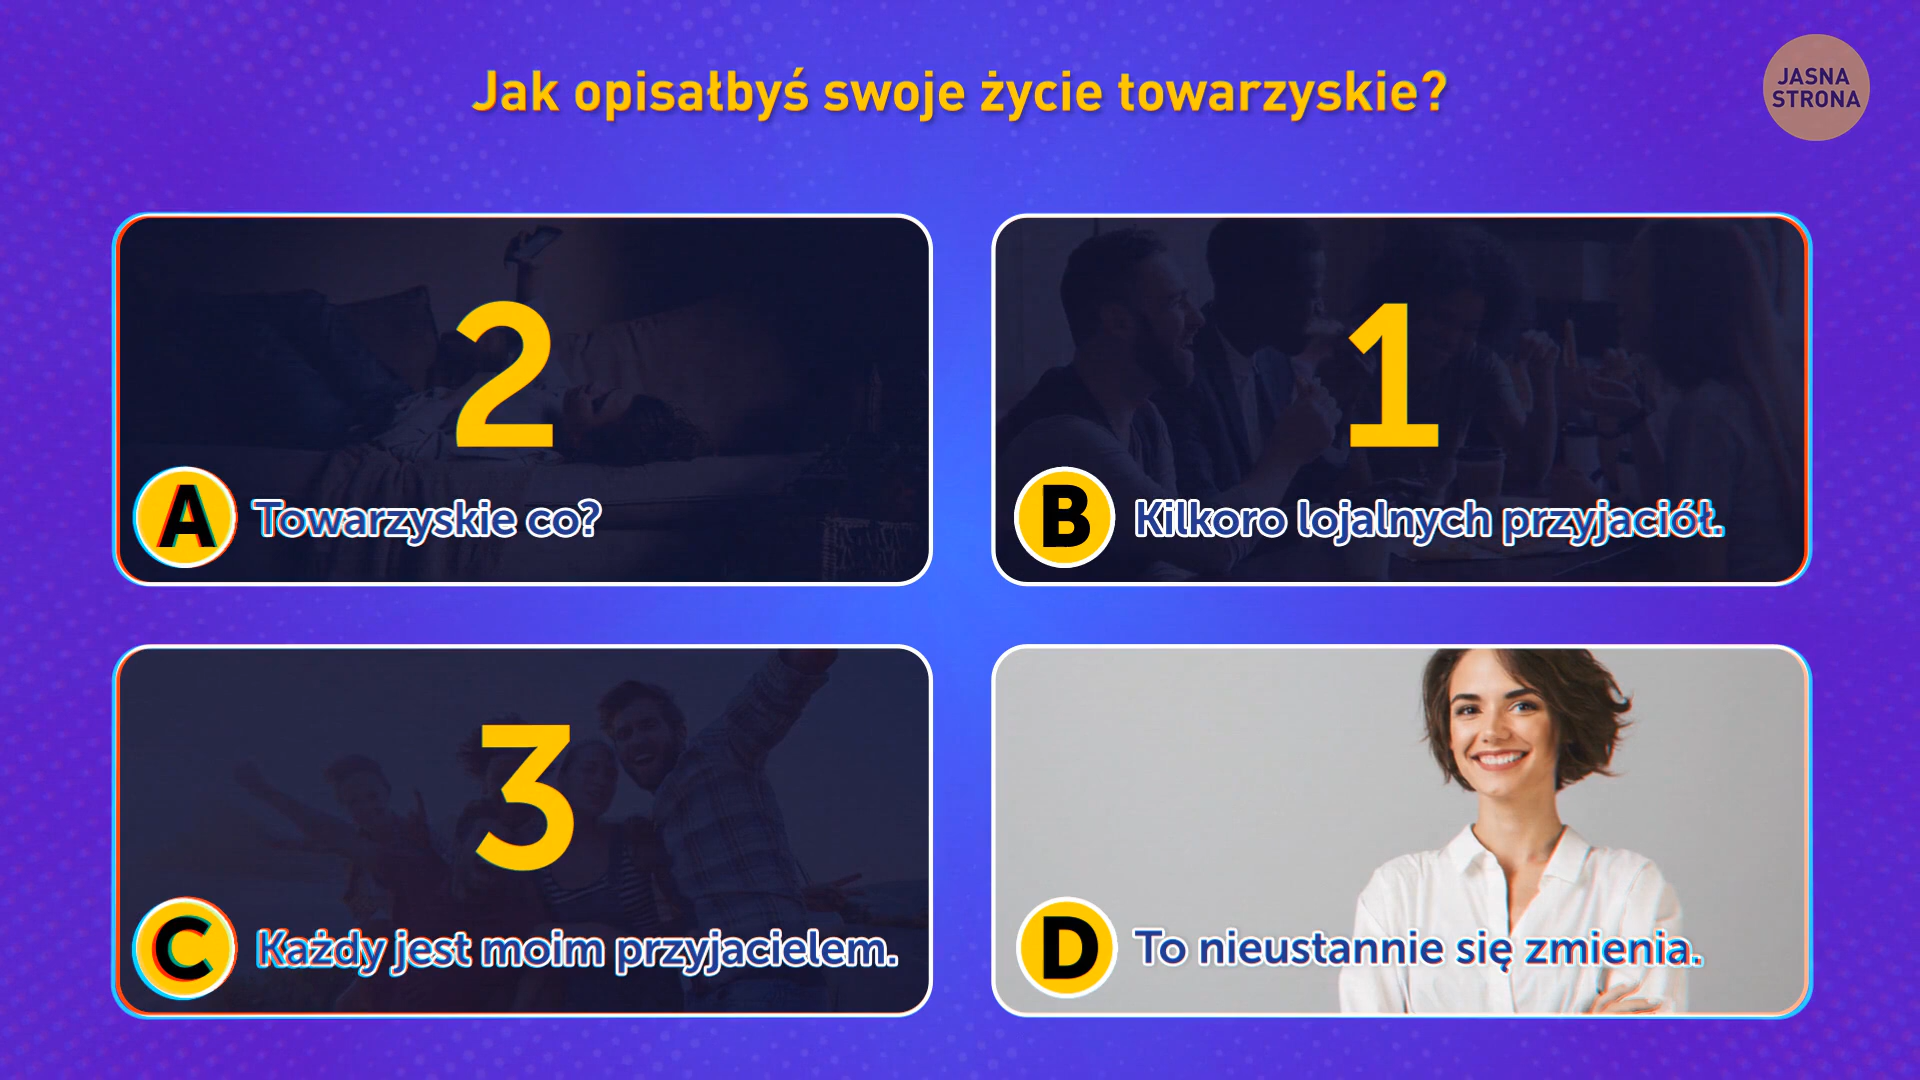 Jak opisałbyś swoje życie towarzyskie?
JASNA
STRONA
2
A Towarzyskie co?
1
B Kilkoro lojalnych przyjaciół.
3
C Każdy jest moim przyjacielem.
D To nieustannie się zmienia.